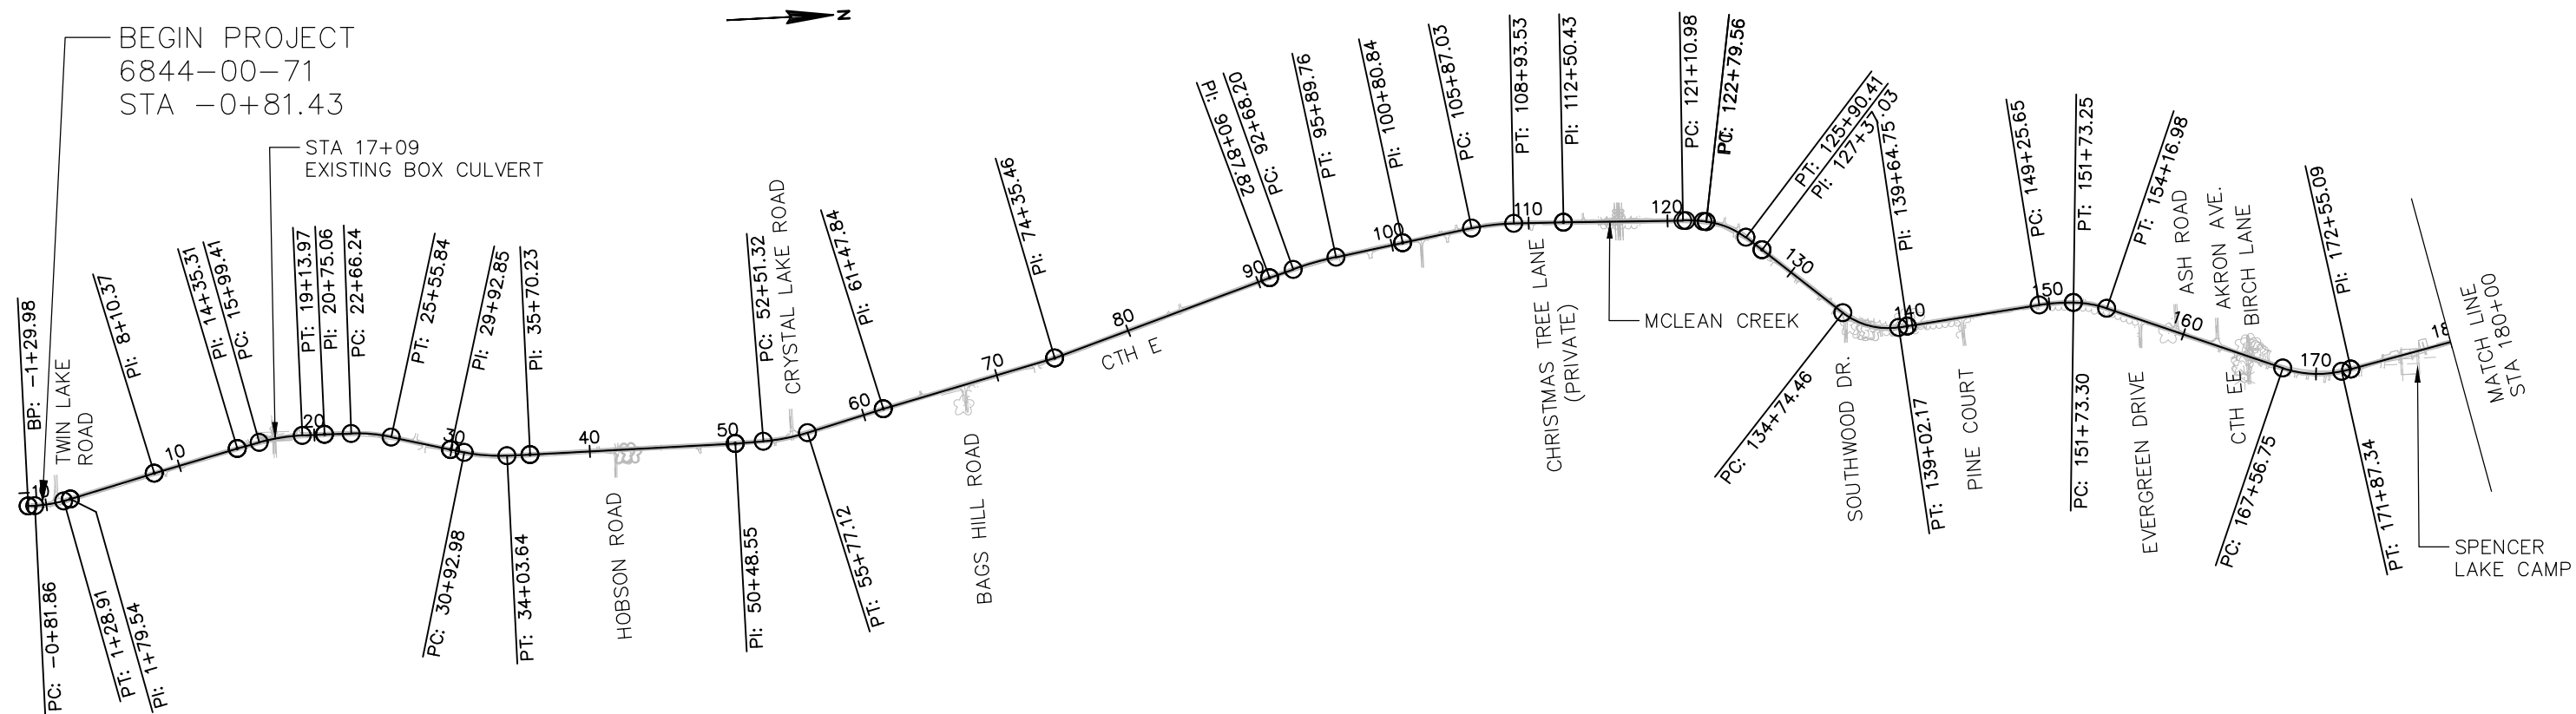 BEGIN PROJECT
6844-00-71
STA -0+81.43
N
STA 17+09
EXISTING BOX CULVERT
BP: -1+29.98
TWIN LAKE
ROAD
PI: 8+10.37
PI: 14+35.31
PC: 15+99.41
PT: 19+13.97
PI: 20+75.06
PC: 22+66.24
PT: 25+55.84
PI: 29+92.85
PI: 35+70.23
PC: 52+51.32
CRYSTAL LAKE ROAD
PI: 61+47.84
PI: 74+35.46
PI: 90+87.82
PC: 92+68.20
PT: 95+89.76
PI: 100+80.84
PC: 105+87.03
PT: 108+93.53
PI: 112+50.43
PC: 121+10.98
PC: 122+79.56
PT: 125+90.41
PI: 127+37.03
PI: 139+64.75
PC: 149+25.65
PT: 151+73.25
PT: 154+16.98
ASH ROAD
AKRON AVE.
BIRCH LANE
PI: 172+55.09
MATCH LINE
STA 180+00
10
20
30
40
50
60
70
80
90
100
110
120
130
140
150
160
170
18
CTH E
CHRISTMAS TREE LANE
(PRIVATE)
MCLEAN CREEK
PC: -0+81.86
PT: 1+28.91
PI: 1+79.54
PC: 30+92.98
PT: 34+03.64
HOBSON ROAD
PI: 50+48.55
PT: 55+77.12
BAGS HILL ROAD
PC: 134+74.46
SOUTHWOOD DR.
PT: 139+02.17
PINE COURT
PC: 151+73.30
EVERGREEN DRIVE
CTH EE
PC: 167+56.75
PT: 171+87.34
SPENCER
LAKE CAMP